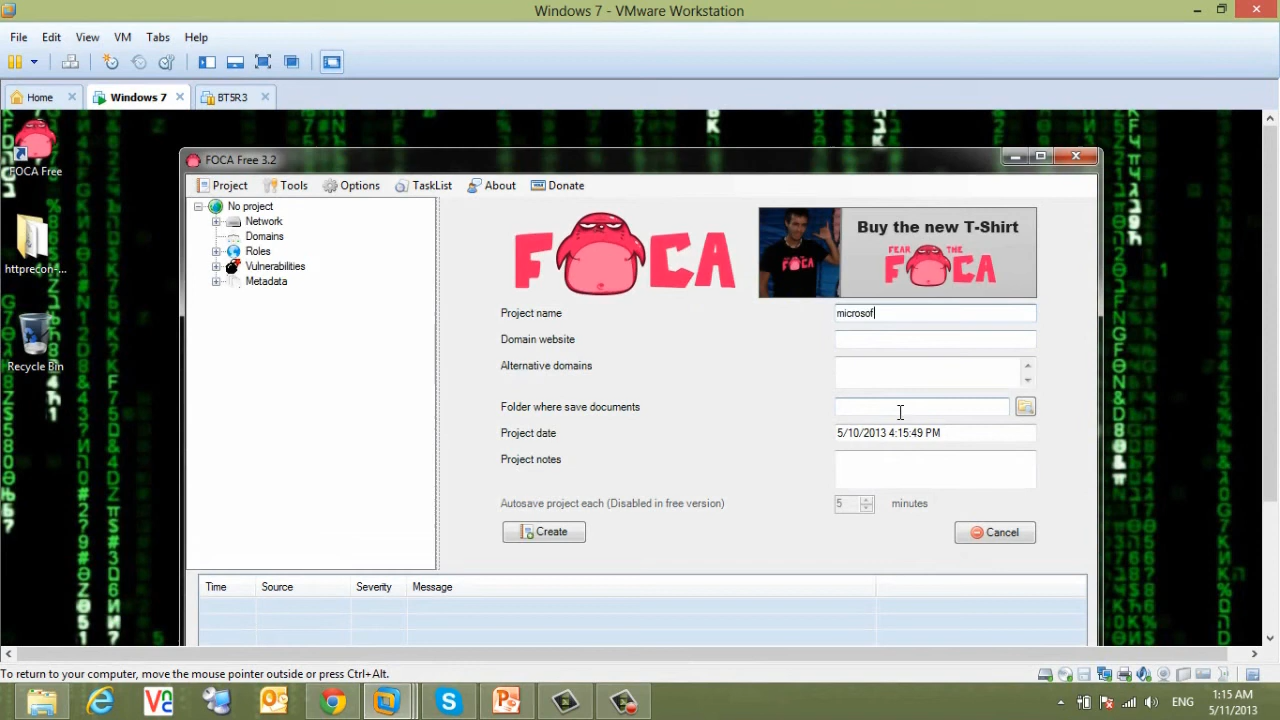 Windows 7 - VMware Workstation
File Edit View VM Tabs Help
Home Windows 7 BT5R3
FOCA Free
httprecon-...
Recycle Bin
FOCA Free 3.2
Project Tools Options TaskList About Donate
No project
Network
Domains
Roles
Vulnerabilities
Metadata
FOCA
Buy the new T-Shirt
FEAR THE
FOCA
Project name microsof
Domain website
Alternative domains
Folder where save documents
Project date 5/10/2013 4:15:49 PM
Project notes
Autosave project each (Disabled in free version) 5 minutes
Create Cancel
Time Source Severity Message
To return to your computer, move the mouse pointer outside or press Ctrl+Alt.
ENG
1:15 AM
5/11/2013